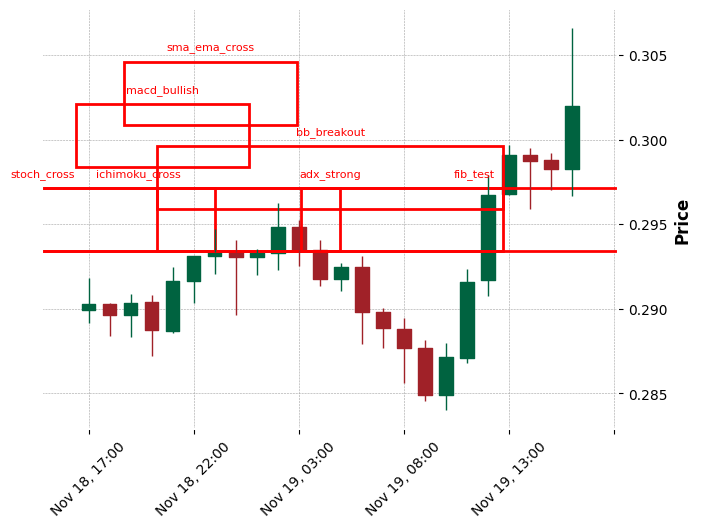 sma_ema_cross
0.305
macd_bullish
bb_breakout
0.300
stoch_cross
ichimoku_cross
adx_strong
fib_test
0.295
Price
0.290
0.285
Nov 18, 17:00
Nov 18, 22:00
Nov 19, 03:00
Nov 19, 08:00
Nov 19, 13:00